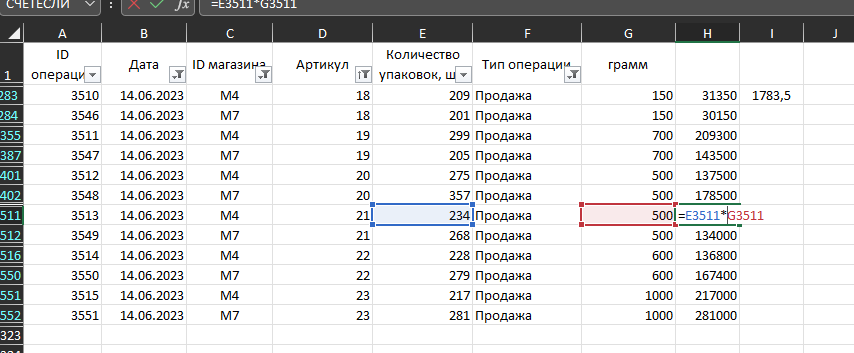 СЧЁТЕСЛИ =E3511*G3511
A B C D E F G H I J
1 ID операци Дата ID магазина Артикул Количество упаковок, ш Тип операции грамм
283 3510 14.06.2023 M4 18 209 Продажа 150 31350 1783,5
284 3546 14.06.2023 M7 18 201 Продажа 150 30150
355 3511 14.06.2023 M4 19 299 Продажа 700 209300
387 3547 14.06.2023 M7 19 205 Продажа 700 143500
401 3512 14.06.2023 M4 20 275 Продажа 500 137500
402 3548 14.06.2023 M7 20 357 Продажа 500 178500
511 3513 14.06.2023 M4 21 234 Продажа 500 =E3511*G3511
512 3549 14.06.2023 M7 21 268 Продажа 500 134000
516 3514 14.06.2023 M4 22 228 Продажа 600 136800
550 3550 14.06.2023 M7 22 279 Продажа 600 167400
551 3515 14.06.2023 M4 23 217 Продажа 1000 217000
552 3551 14.06.2023 M7 23 281 Продажа 1000 281000
323